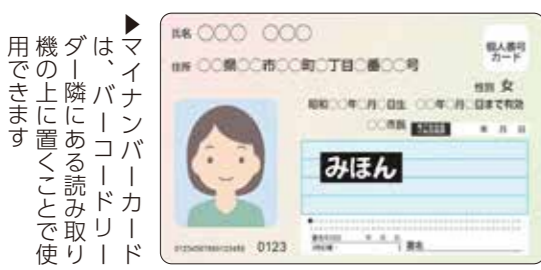 ▶マイナンバーカード
は、バーコードリー
ダー隣にある読み取り
機の上に置くことで使
用できます
氏名 ○○○ ○○○
住所 ○○県○○市○○町○丁目○番○○号
個人番号
カード
性別 女
昭和○○年○月○日生 ○○年○月○日まで有効
○○市長
年 月 日
みほん
0123
署名